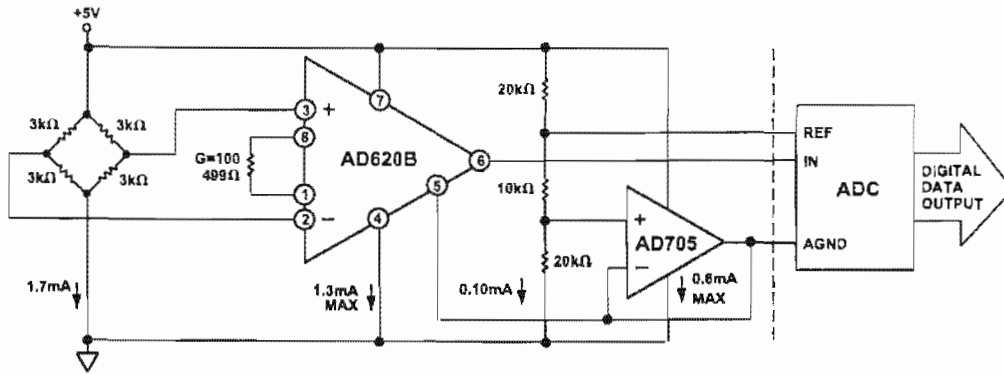 +5V
3kΩ
3kΩ
3kΩ
3kΩ
1.7mA
G=100
499Ω
3
+
8
1
2
−
7
AD620B
6
5
4
1.3mA
MAX
20kΩ
10kΩ
20kΩ
0.10mA
+
AD705
−
0.6mA
MAX
REF
IN
ADC
AGND
DIGITAL
DATA
OUTPUT